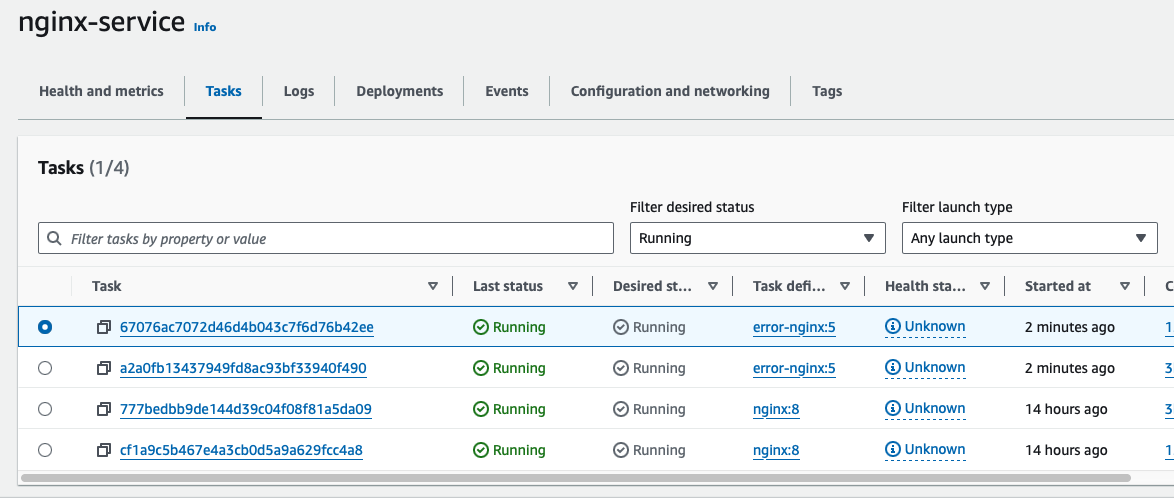 nginx-service Info
Health and metrics Tasks Logs Deployments Events Configuration and networking Tags
Tasks (1/4)
Filter desired status Filter launch type
Filter tasks by property or value Running Any launch type
Task Last status Desired st... Task defi... Health sta... Started at C
67076ac7072d46d4b043c7f6d76b42ee Running Running error-nginx:5 Unknown 2 minutes ago 1
a2a0fb13437949fd8ac93bf33940f490 Running Running error-nginx:5 Unknown 2 minutes ago 3
777bedbb9de144d39c04f08f81a5da09 Running Running nginx:8 Unknown 14 hours ago 3
cf1a9c5b467e4a3cb0d5a9a629fcc4a8 Running Running nginx:8 Unknown 14 hours ago 1